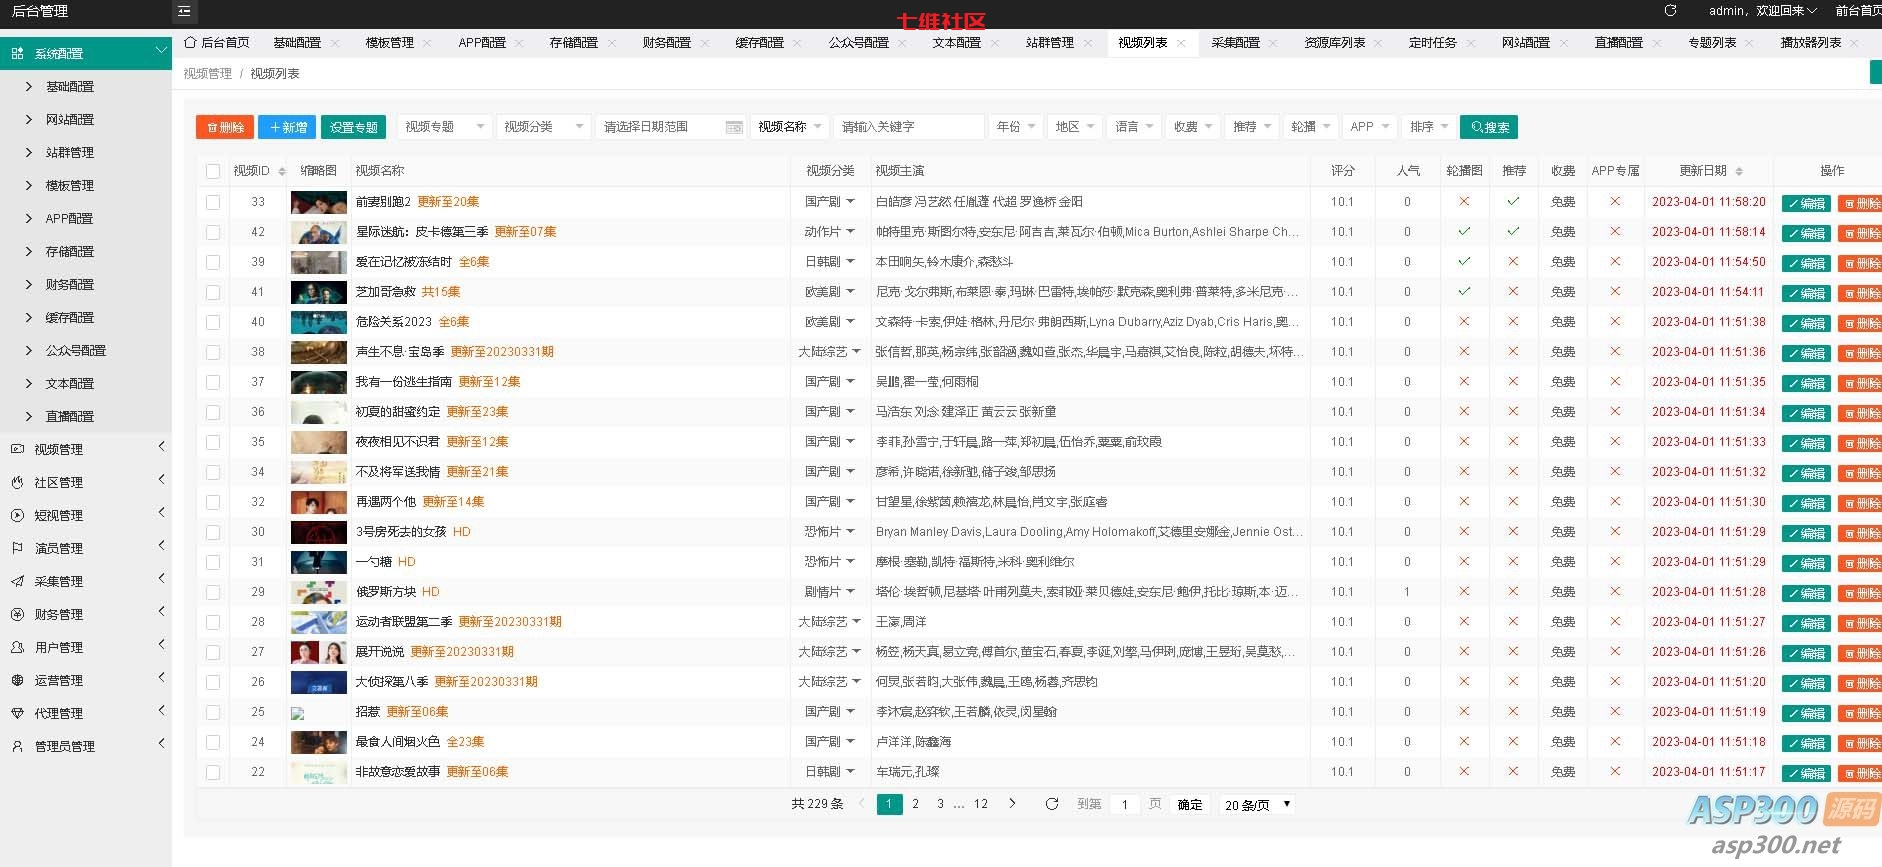 后台管理
七维社区
admin，欢迎回来
前台首页
系统配置
基础配置
网站配置
站群管理
模板管理
APP配置
存储配置
财务配置
缓存配置
公众号配置
文本配置
直播配置
视频管理
社区管理
短视管理
演员管理
采集管理
财务管理
用户管理
运营管理
代理管理
管理员管理
后台首页 基础配置 模板管理 APP配置 存储配置 财务配置 缓存配置 公众号配置 文本配置 站群管理 视频列表 采集配置 资源库列表 定时任务 网站配置 直播配置 专题列表 播放器列表
视频管理 / 视频列表
删除 新增 设置专题 视频专题 视频分类 请选择日期范围 视频名称 请输入关键字 年份 地区 语言 收费 推荐 轮播 APP 排序 搜索
视频ID 缩略图 视频名称 视频分类 视频主演 评分 人气 轮播图 推荐 收费 APP专属 更新日期 操作
33 前妻别跑2 更新至20集 国产剧 白皓彦 冯艺然 任胤蓬 代超 罗逸桥 金阳 10.1 0 免费 2023-04-01 11:58:20 编辑 删除
42 星际迷航：皮卡德第三季 更新至07集 动作片 帕特里克·斯图尔特,安东尼·阿吉吉,莱瓦尔·伯顿,Mica Burton,Ashlei Sharpe Ch... 10.1 0 免费 2023-04-01 11:58:14 编辑 删除
39 爱在记忆被冻结时 全6集 日韩剧 本田响矢,铃木康介,森愁斗 10.1 0 免费 2023-04-01 11:54:50 编辑 删除
41 芝加哥急救 共15集 欧美剧 尼克·戈尔弗斯,布莱恩·泰,玛琳·巴雷特,埃帕莎·默克森,奥利弗·普莱特,多米尼克·... 10.1 0 免费 2023-04-01 11:54:11 编辑 删除
40 危险关系2023 全6集 欧美剧 文森特·卡索,伊娃·格林,丹尼尔·弗朗西斯,Lyna Dubarry,Aziz Dyab,Cris Haris,奥... 10.1 0 免费 2023-04-01 11:51:38 编辑 删除
38 声生不息·宝岛季 更新至20230331期 大陆综艺 张信哲,那英,杨宗纬,张韶涵,魏如萱,张杰,华晨宇,马嘉祺,艾怡良,陈粒,胡德夫,坏特... 10.1 0 免费 2023-04-01 11:51:36 编辑 删除
37 我有一份逃生指南 更新至12集 国产剧 吴鹏,瞿一莹,何雨桐 10.1 0 免费 2023-04-01 11:51:35 编辑 删除
36 初夏的甜蜜约定 更新至23集 国产剧 马浩东 刘念 建泽正 黄云云 张新童 10.1 0 免费 2023-04-01 11:51:34 编辑 删除
35 夜夜相见不识君 更新至12集 国产剧 李菲,孙雪宁,于轩晨,路一萍,郑初晨,伍怡乔,粟粟,俞玟霞 10.1 0 免费 2023-04-01 11:51:33 编辑 删除
34 不及将军送我情 更新至21集 国产剧 彦希,许晓诺,徐新驰,储子竣,邹思扬 10.1 0 免费 2023-04-01 11:51:32 编辑 删除
32 再遇两个他 更新至14集 国产剧 甘望星,徐紫茵,赖禧龙,林晨怡,肖文宇,张庭睿 10.1 0 免费 2023-04-01 11:51:30 编辑 删除
30 3号房死去的女孩 HD 恐怖片 Bryan Manley Davis,Laura Dooling,Amy Holomakoff,艾德里安娜金,Jennie Ost... 10.1 0 免费 2023-04-01 11:51:29 编辑 删除
31 一勺糖 HD 恐怖片 摩根·塞勒,凯特·福斯特,米科·奥利维尔 10.1 0 免费 2023-04-01 11:51:29 编辑 删除
29 俄罗斯方块 HD 剧情片 塔伦·埃哲顿,尼基塔·叶甫列莫夫,索菲娅·莱贝德娃,安东尼·鲍伊,托比·琼斯,本·迈... 10.1 1 免费 2023-04-01 11:51:28 编辑 删除
28 运动者联盟第二季 更新至20230331期 大陆综艺 王濛,周洋 10.1 0 免费 2023-04-01 11:51:27 编辑 删除
27 展开说说 更新至20230331期 大陆综艺 杨笠,杨天真,易立竞,傅首尔,董宝石,春夏,李诞,刘擎,马伊琍,庞博,王昱珩,吴莫愁,... 10.1 0 免费 2023-04-01 11:51:26 编辑 删除
26 大侦探第八季 更新至20230331期 大陆综艺 何炅,张若昀,大张伟,魏晨,王鸥,杨蓉,齐思钧 10.1 0 免费 2023-04-01 11:51:20 编辑 删除
25 招惹 更新至06集 国产剧 李沐宸,赵弈钦,王若麟,依灵,闵星翰 10.1 0 免费 2023-04-01 11:51:19 编辑 删除
24 最食人间烟火色 全23集 国产剧 卢洋洋,陈鑫海 10.1 0 免费 2023-04-01 11:51:18 编辑 删除
22 非故意恋爱故事 更新至06集 日韩剧 车瑞元,孔璨 10.1 0 免费 2023-04-01 11:51:17 编辑 删除
共 229 条 1 2 3 … 12 到第 1 页 确定 20 条/页
ASP300 源码
asp300.net